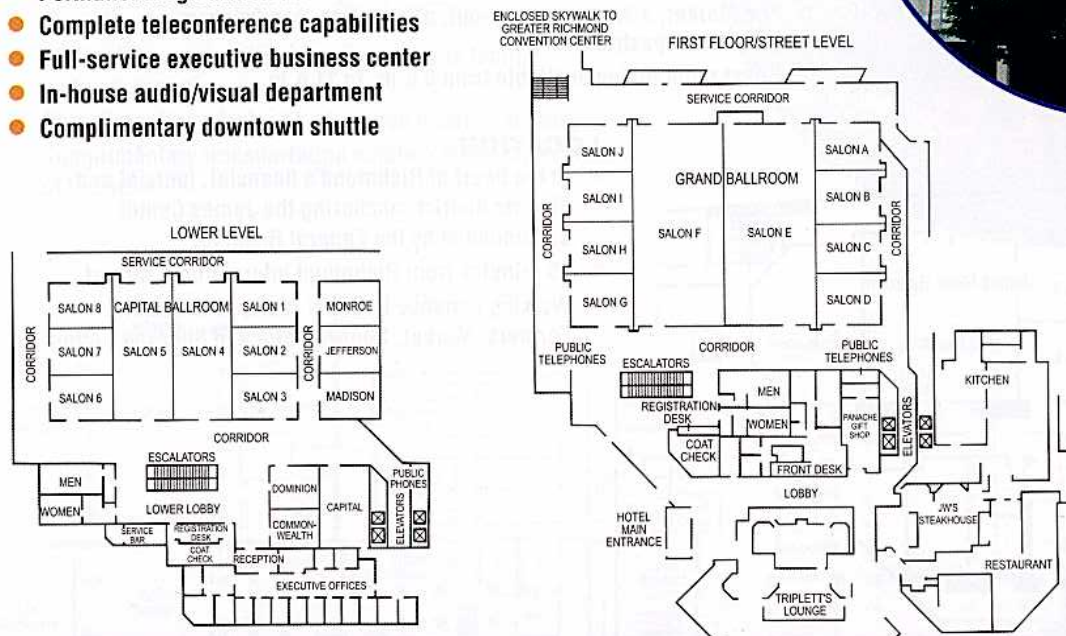 Complete teleconference capabilities
Full-service executive business center
In-house audio/visual department
Complimentary downtown shuttle
LOWER LEVEL
SERVICE CORRIDOR
SALON 8
CAPITAL BALLROOM
SALON 1
MONROE
CORRIDOR
SALON 7
SALON 5
SALON 4
SALON 2
CORRIDOR
JEFFERSON
SALON 6
SALON 3
MADISON
CORRIDOR
ESCALATORS
MEN
WOMEN
LOWER LOBBY
DOMINION
CAPITAL
PUBLIC
PHONES
ELEVATORS
COMMON-
WEALTH
SERVICE
BAR
REGISTRATION
DESK
COAT
CHECK
RECEPTION
EXECUTIVE OFFICES
ENCLOSED SKYWALK TO
GREATER RICHMOND
CONVENTION CENTER
FIRST FLOOR/STREET LEVEL
SERVICE CORRIDOR
SALON J
SALON A
GRAND BALLROOM
SALON I
SALON B
CORRIDOR
SALON F
SALON E
CORRIDOR
SALON H
SALON C
SALON G
SALON D
PUBLIC
TELEPHONES
CORRIDOR
PUBLIC
TELEPHONES
ESCALATORS
KITCHEN
MEN
REGISTRATION
DESK
WOMEN
PANACHE
GIFT
SHOP
ELEVATORS
COAT
CHECK
FRONT DESK
LOBBY
HOTEL
MAIN
ENTRANCE
JW'S
STEAKHOUSE
RESTAURANT
TRIPLETT'S
LOUNGE